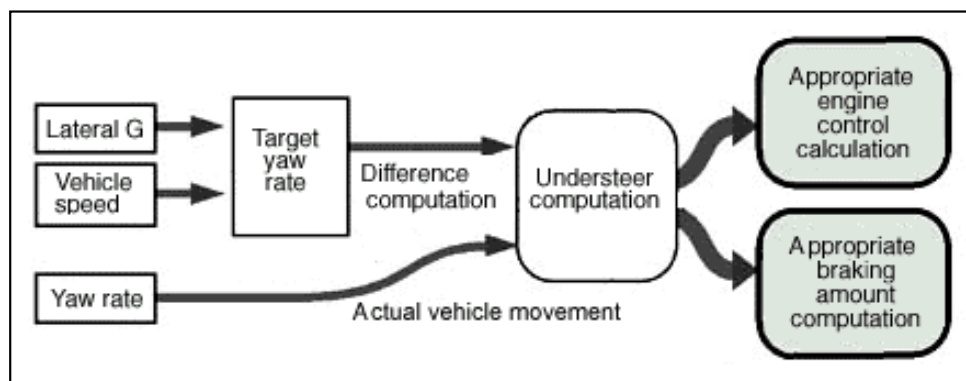 Lateral G
Vehicle
speed
Yaw rate
Target
yaw
rate
Difference
computation
Actual vehicle movement
Understeer
computation
Appropriate
engine
control
calculation
Appropriate
braking
amount
computation